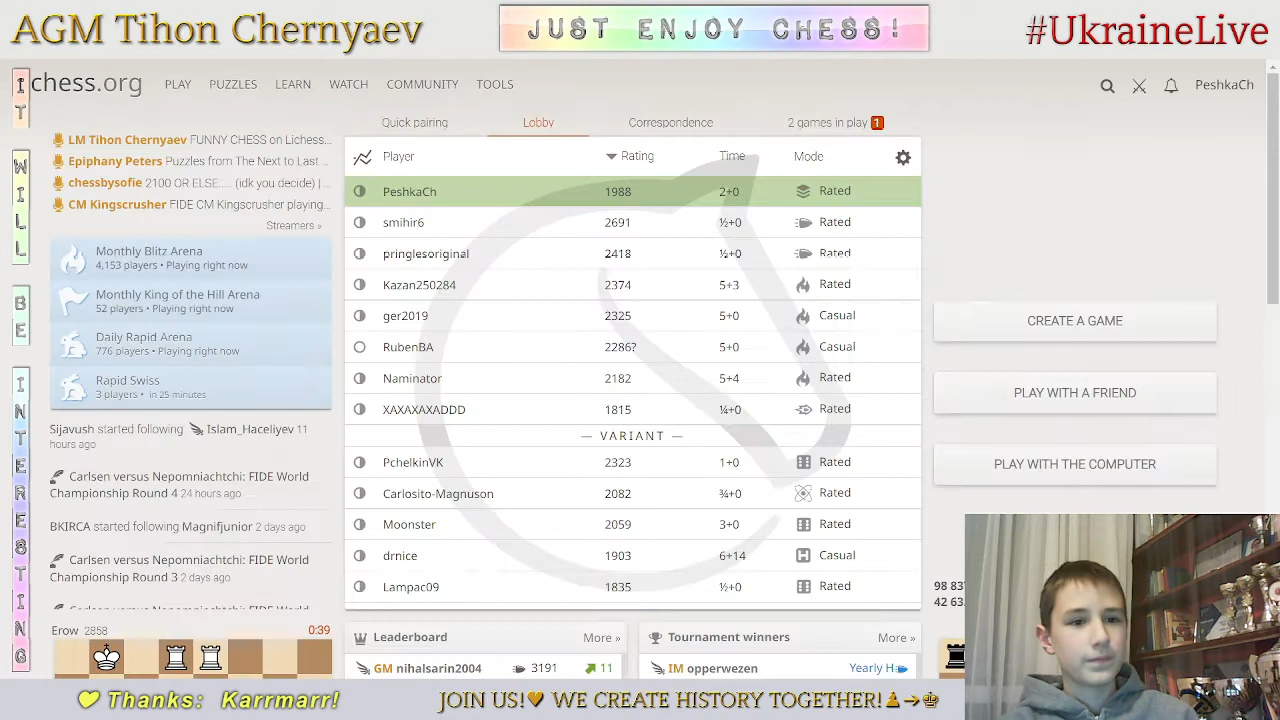 AGM Tihon Chernyaev
JUST ENJOY CHESS!
#UkraineLive
IT WILL BE INTERESTING
chess.org
PLAY PUZZLES LEARN WATCH COMMUNITY TOOLS
PeshkaCh
LM Tihon Chernyaev FUNNY CHESS on Lichess...
Epiphany Peters Puzzles from The Next to Last ...
chessbysofie 2100 OR ELSE..... (idk you decide) |...
CM Kingscrusher FIDE CM Kingscrusher playing...
Streamers »
Monthly Blitz Arena
4,153 players • Playing right now
Monthly King of the Hill Arena
52 players • Playing right now
Daily Rapid Arena
776 players • Playing right now
Rapid Swiss
3 players • in 25 minutes
Sijavush started following Islam_Haceliyev 11
hours ago
Carlsen versus Nepomniachtchi: FIDE World
Championship Round 4 24 hours ago
BKIRCA started following Magnifjunior 2 days ago
Carlsen versus Nepomniachtchi: FIDE World
Championship Round 3 2 days ago
Erow 2858 0:39
Quick pairing Lobby Correspondence 2 games in play 1
Player Rating Time Mode
PeshkaCh 1988 2+0 Rated
smihir6 2691 ½+0 Rated
pringlesoriginal 2418 ½+0 Rated
Kazan250284 2374 5+3 Rated
ger2019 2325 5+0 Casual
RubenBA 2286? 5+0 Casual
Naminator 2182 5+4 Rated
XAXAXAXADDD 1815 ¼+0 Rated
— VARIANT —
PchelkinVK 2323 1+0 Rated
Carlosito-Magnuson 2082 ¾+0 Rated
Moonster 2059 3+0 Rated
drnice 1903 6+14 Casual
Lampac09 1835 ½+0 Rated
Leaderboard More »
GM nihalsarin2004 3191 11
Tournament winners More »
IM opperwezen Yearly H
CREATE A GAME
PLAY WITH A FRIEND
PLAY WITH THE COMPUTER
98 83
42 63
Thanks: Karrmarr!
JOIN US! WE CREATE HISTORY TOGETHER!